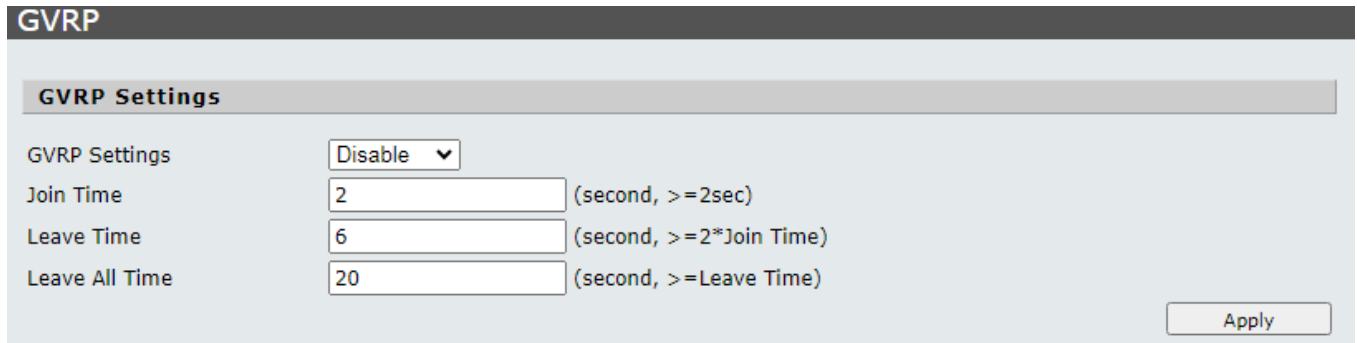 GVRP
GVRP Settings
GVRP Settings Disable
Join Time 2 (second, >=2sec)
Leave Time 6 (second, >=2*Join Time)
Leave All Time 20 (second, >=Leave Time)
Apply